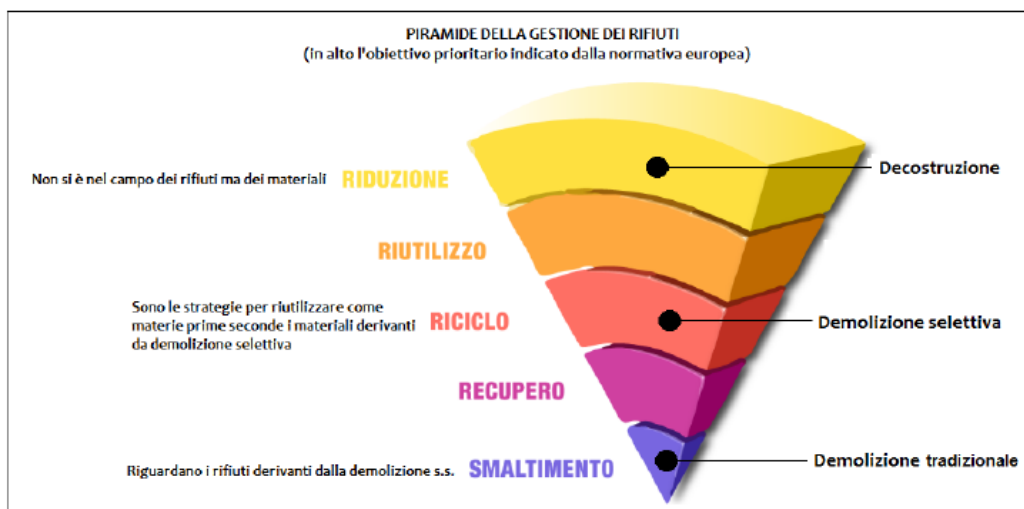 PIRAMIDE DELLA GESTIONE DEI RIFIUTI
(in alto l'obiettivo prioritario indicato dalla normativa europea)
Non si è nel campo dei rifiuti ma dei materiali RIDUZIONE
Decostruzione
RIUTILIZZO
Sono le strategie per riutilizzare come
materie prime seconde i materiali derivanti
da demolizione selettiva
RICICLO
Demolizione selettiva
RECUPERO
Riguardano i rifiuti derivanti dalla demolizione s.s. SMALTIMENTO
Demolizione tradizionale